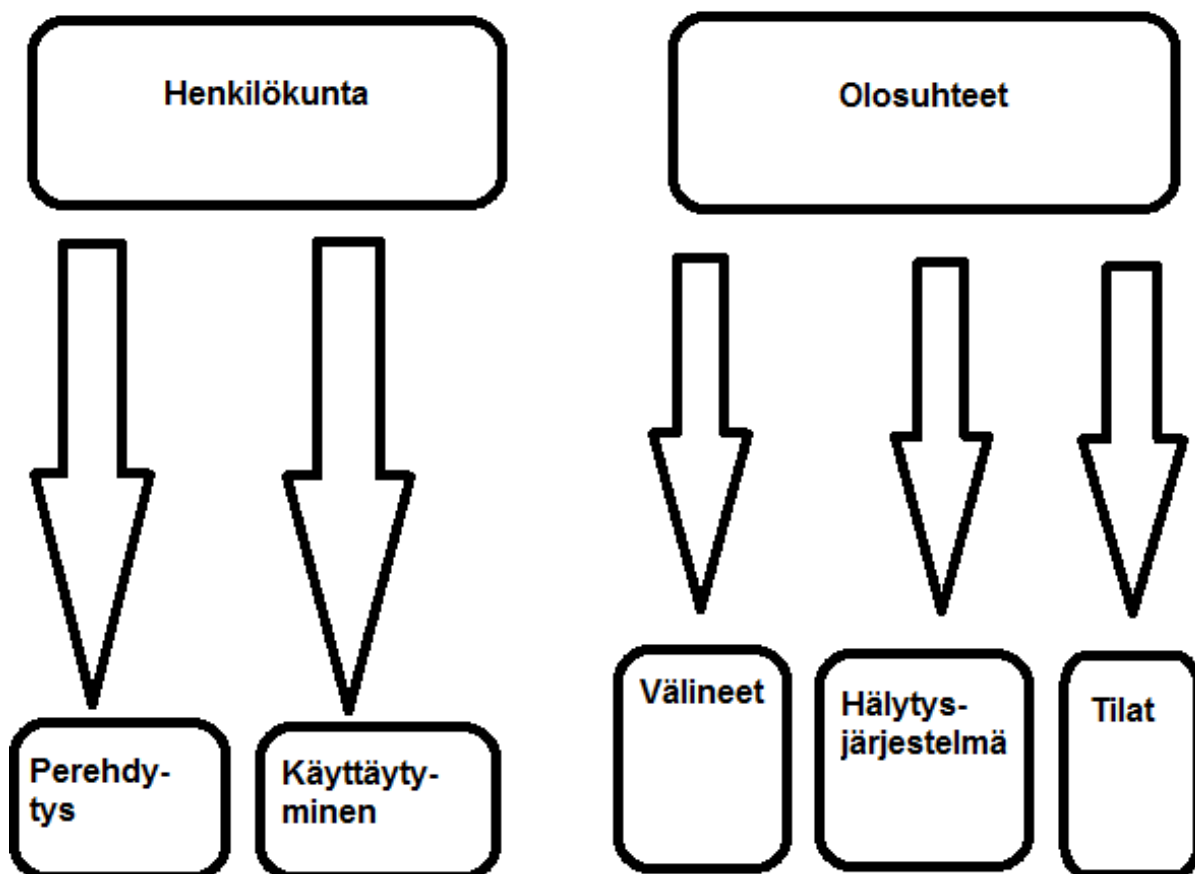 Henkilökunta
Olosuhteet
Perehdy-
tys
Käyttäyty-
minen
Välineet
Hälytys-
järjestelmä
Tilat